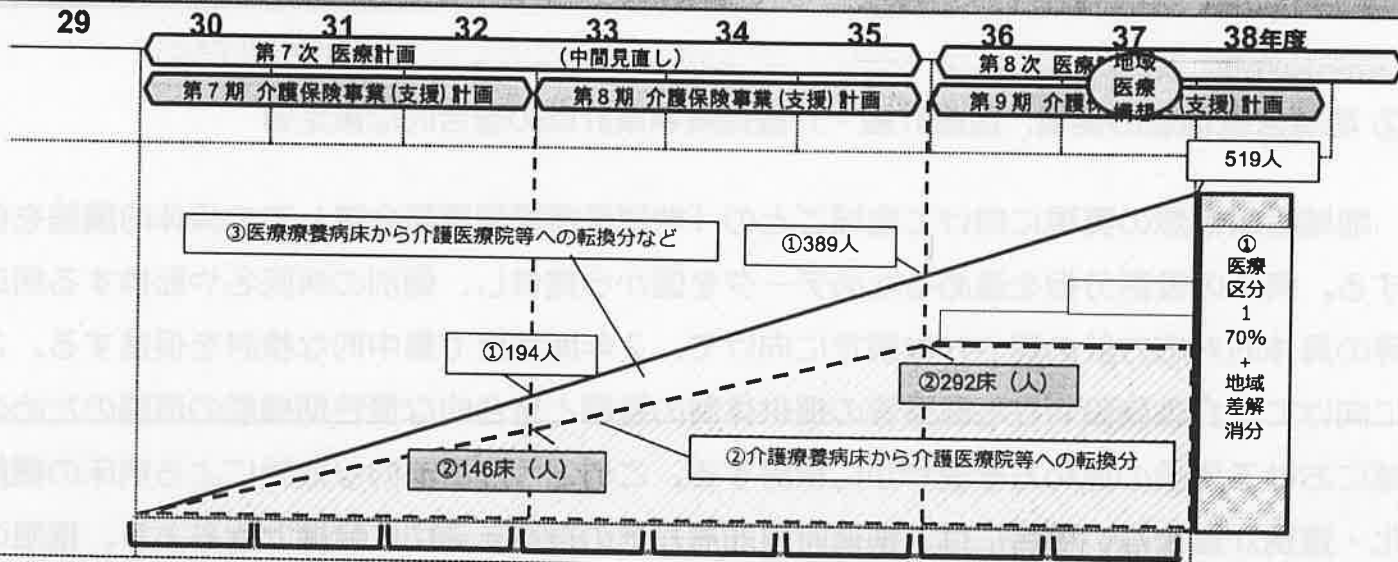 29 30 31 32 33 34 35 36 37 38年度
第7次 医療計画 （中間見直し）
第8次 医療
地域
医療
構想
第7期 介護保険事業（支援）計画
第8期 介護保険事業（支援）計画
第9期 介護
（支援）計画
519人
③医療療養病床から介護医療院等への転換分など
①389人
①194人
②292床（人）
②146床（人）
②介護療養病床から介護医療院等への転換分
①
医療
区分
1
70%
+
地域
差解
消分